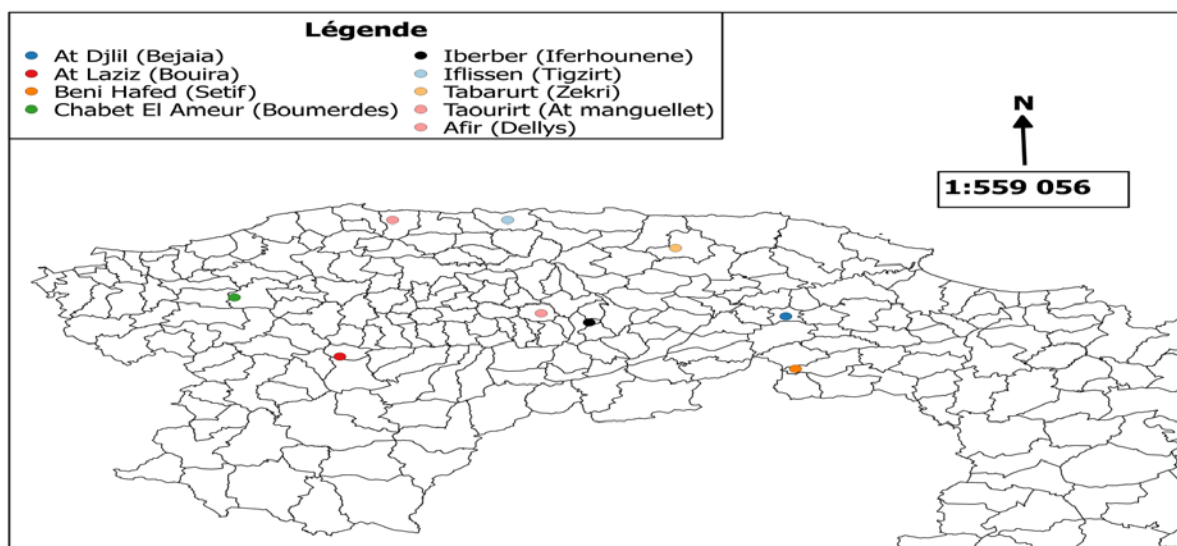 Légende
At Djlil (Bejaia)
At Laziz (Bouira)
Beni Hafed (Setif)
Chabet El Ameur (Boumerdes)
Iberber (Iferhounene)
Iflissen (Tigzirt)
Tabarurt (Zekri)
Taourirt (At manguellet)
Afir (Dellys)
N
1:559 056